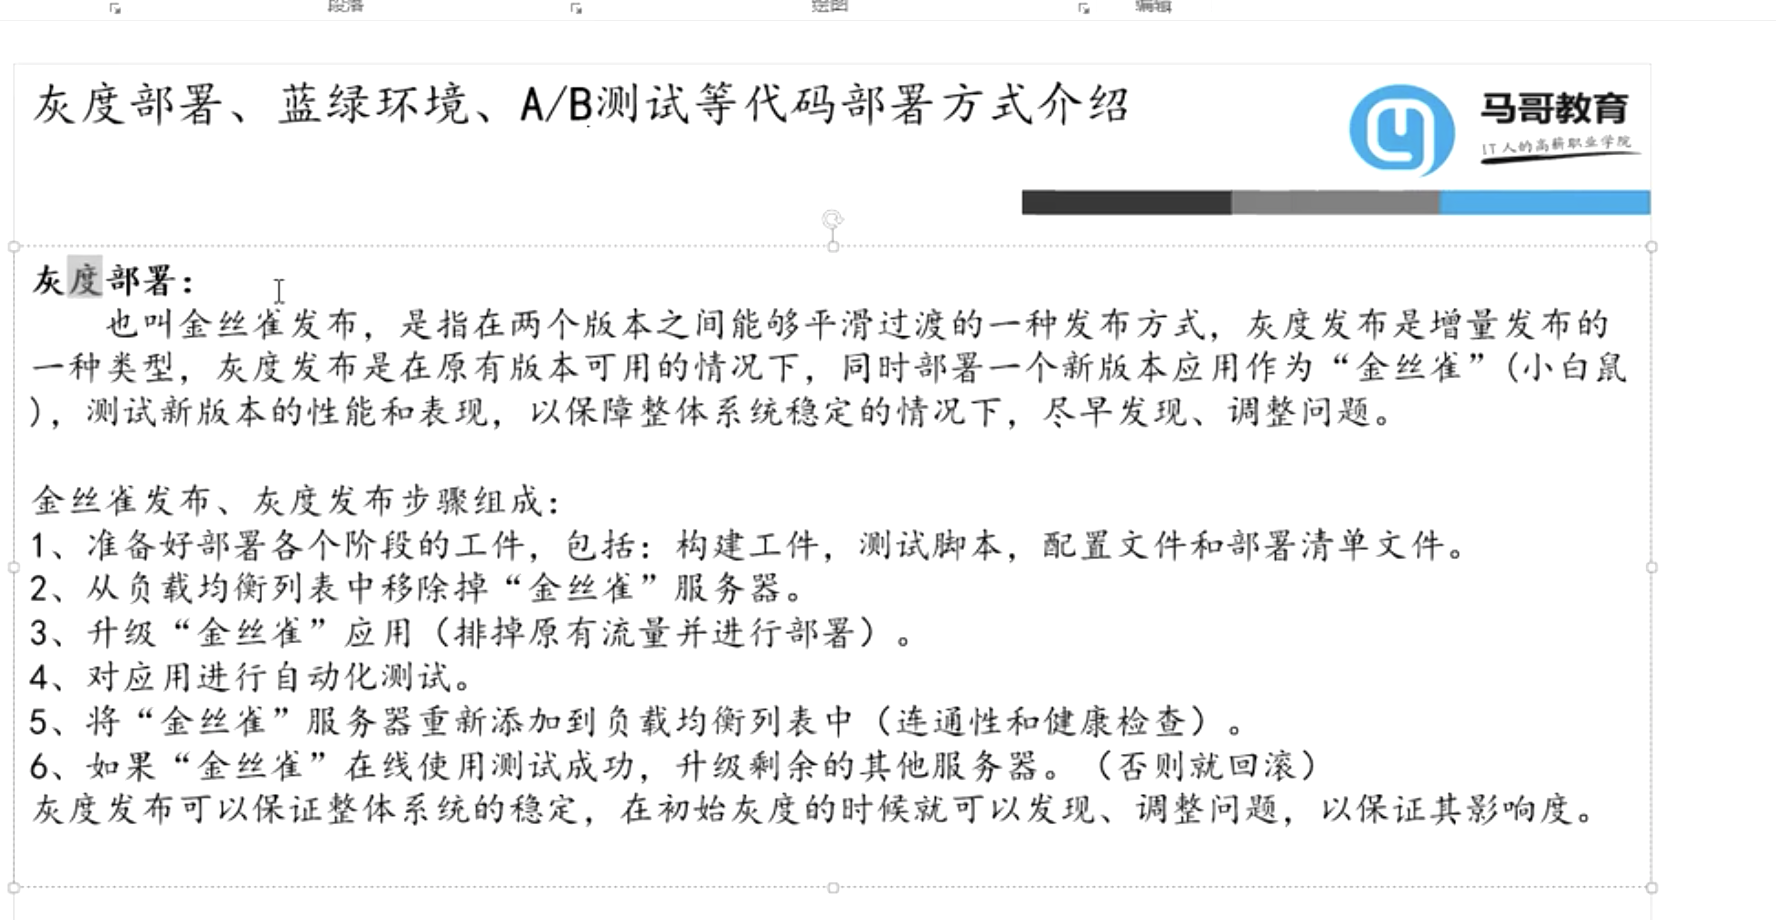 段落
绘图
编辑
灰度部署、蓝绿环境、A/B测试等代码部署方式介绍
马哥教育
IT人的高薪职业学院
灰度部署：
也叫金丝雀发布，是指在两个版本之间能够平滑过渡的一种发布方式，灰度发布是增量发布的
一种类型，灰度发布是在原有版本可用的情况下，同时部署一个新版本应用作为“金丝雀”(小白鼠
)，测试新版本的性能和表现，以保障整体系统稳定的情况下，尽早发现、调整问题。
金丝雀发布、灰度发布步骤组成：
1、准备好部署各个阶段的工件，包括：构建工件，测试脚本，配置文件和部署清单文件。
2、从负载均衡列表中移除掉“金丝雀”服务器。
3、升级“金丝雀”应用（排掉原有流量并进行部署）。
4、对应用进行自动化测试。
5、将“金丝雀”服务器重新添加到负载均衡列表中（连通性和健康检查）。
6、如果“金丝雀”在线使用测试成功，升级剩余的其他服务器。（否则就回滚）
灰度发布可以保证整体系统的稳定，在初始灰度的时候就可以发现、调整问题，以保证其影响度。